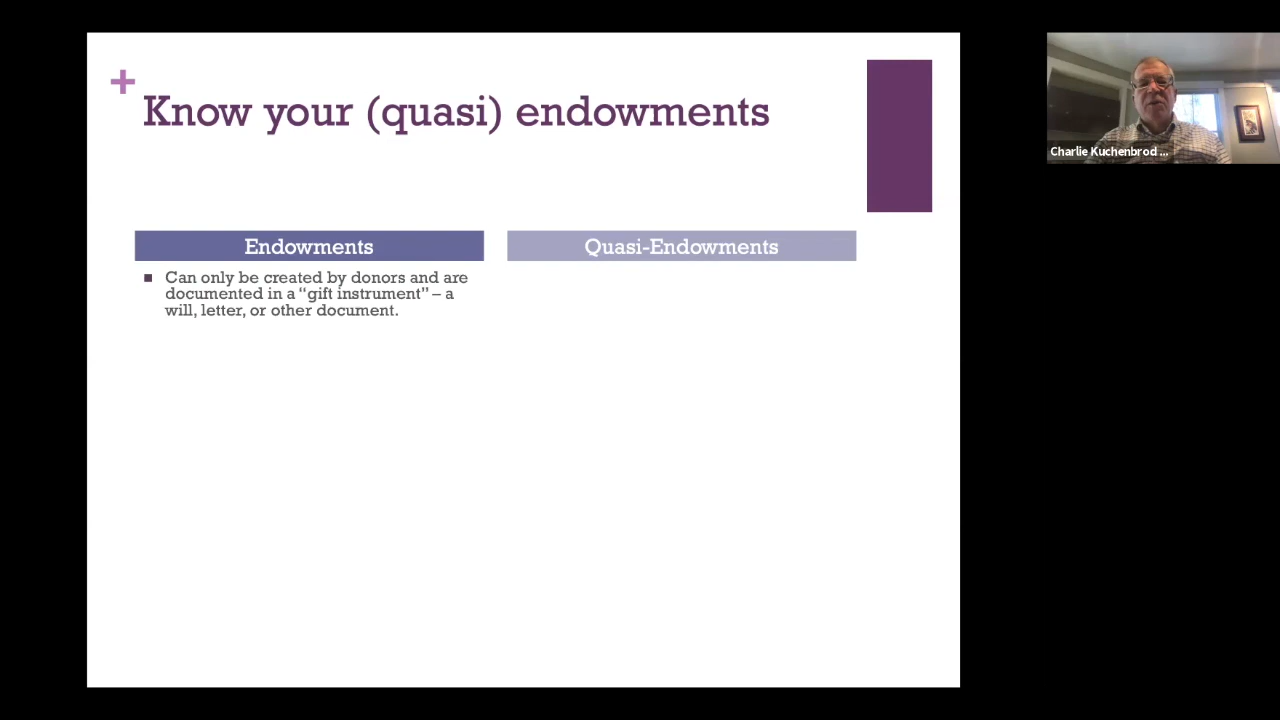 +
Know your (quasi) endowments
Endowments
Quasi-Endowments
■ Can only be created by donors and are
documented in a “gift instrument” – a
will, letter, or other document.
Charlie Kuchenbrod ...